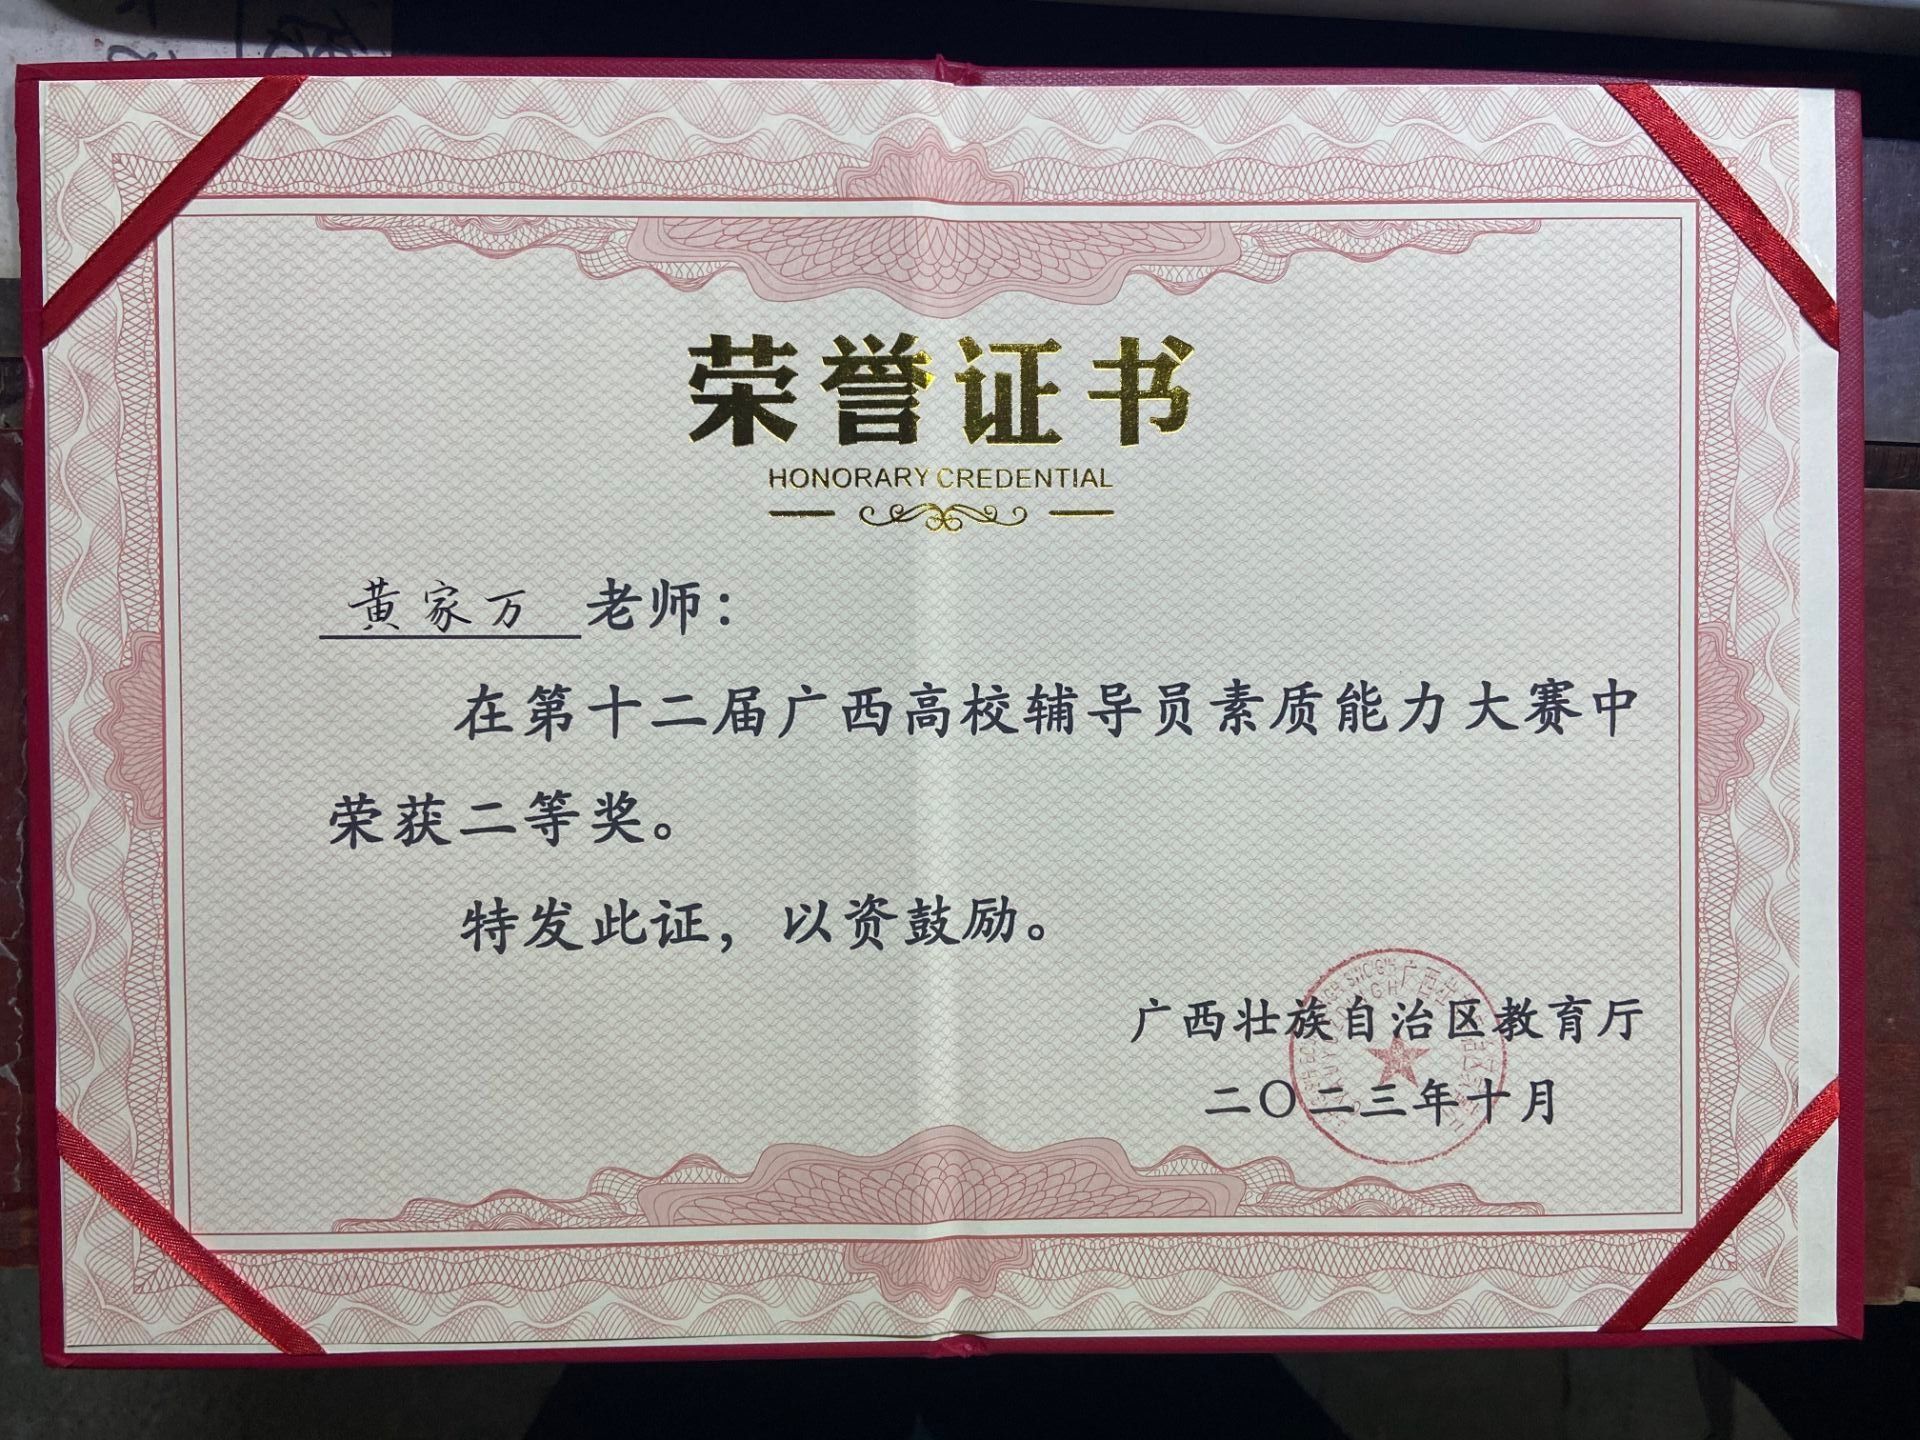 荣誉证书
HONORARY CREDENTIAL
黄家万 老师：
在第十二届广西高校辅导员素质能力大赛中
荣获二等奖。
特发此证，以资鼓励。
广西壮族自治区教育厅
二〇二三年十月